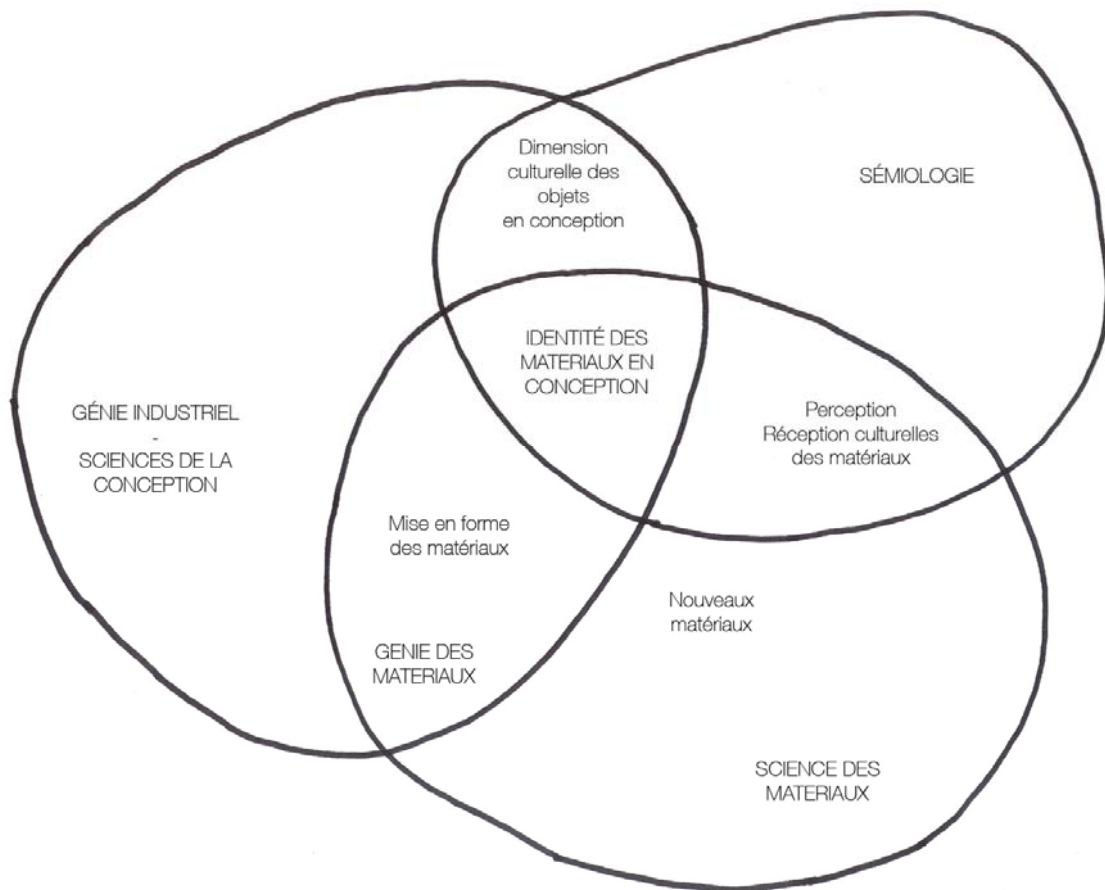 Dimension
culturelle des
objets
en conception
SÉMIOLOGIE
IDENTITÉ DES
MATERIAUX EN
CONCEPTION
GÉNIE INDUSTRIEL
-
SCIENCES DE LA
CONCEPTION
Perception
Réception culturelles
des matériaux
Mise en forme
des matériaux
Nouveaux
matériaux
GENIE DES
MATERIAUX
SCIENCE DES
MATERIAUX